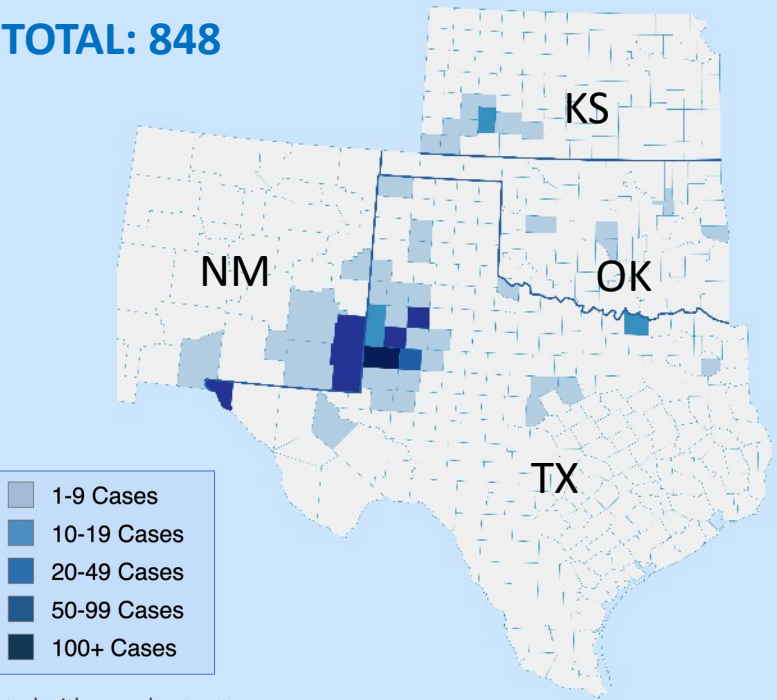 TOTAL: 848
KS
NM
OK
TX
1-9 Cases
10-19 Cases
20-49 Cases
50-99 Cases
100+ Cases